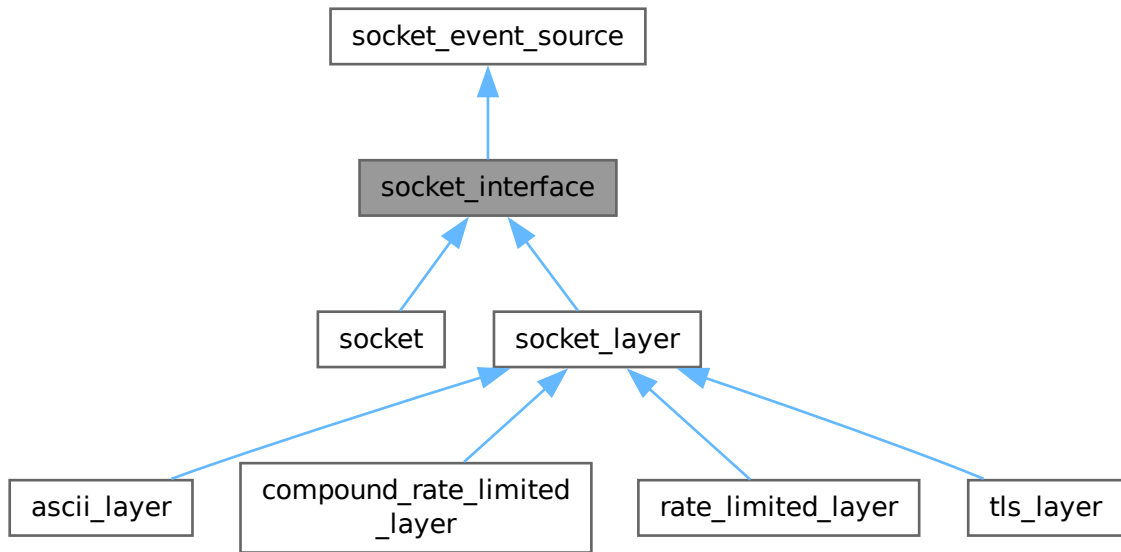 socket_event_source
socket_interface
socket
socket_layer
ascii_layer
compound_rate_limited
_layer
rate_limited_layer
tls_layer